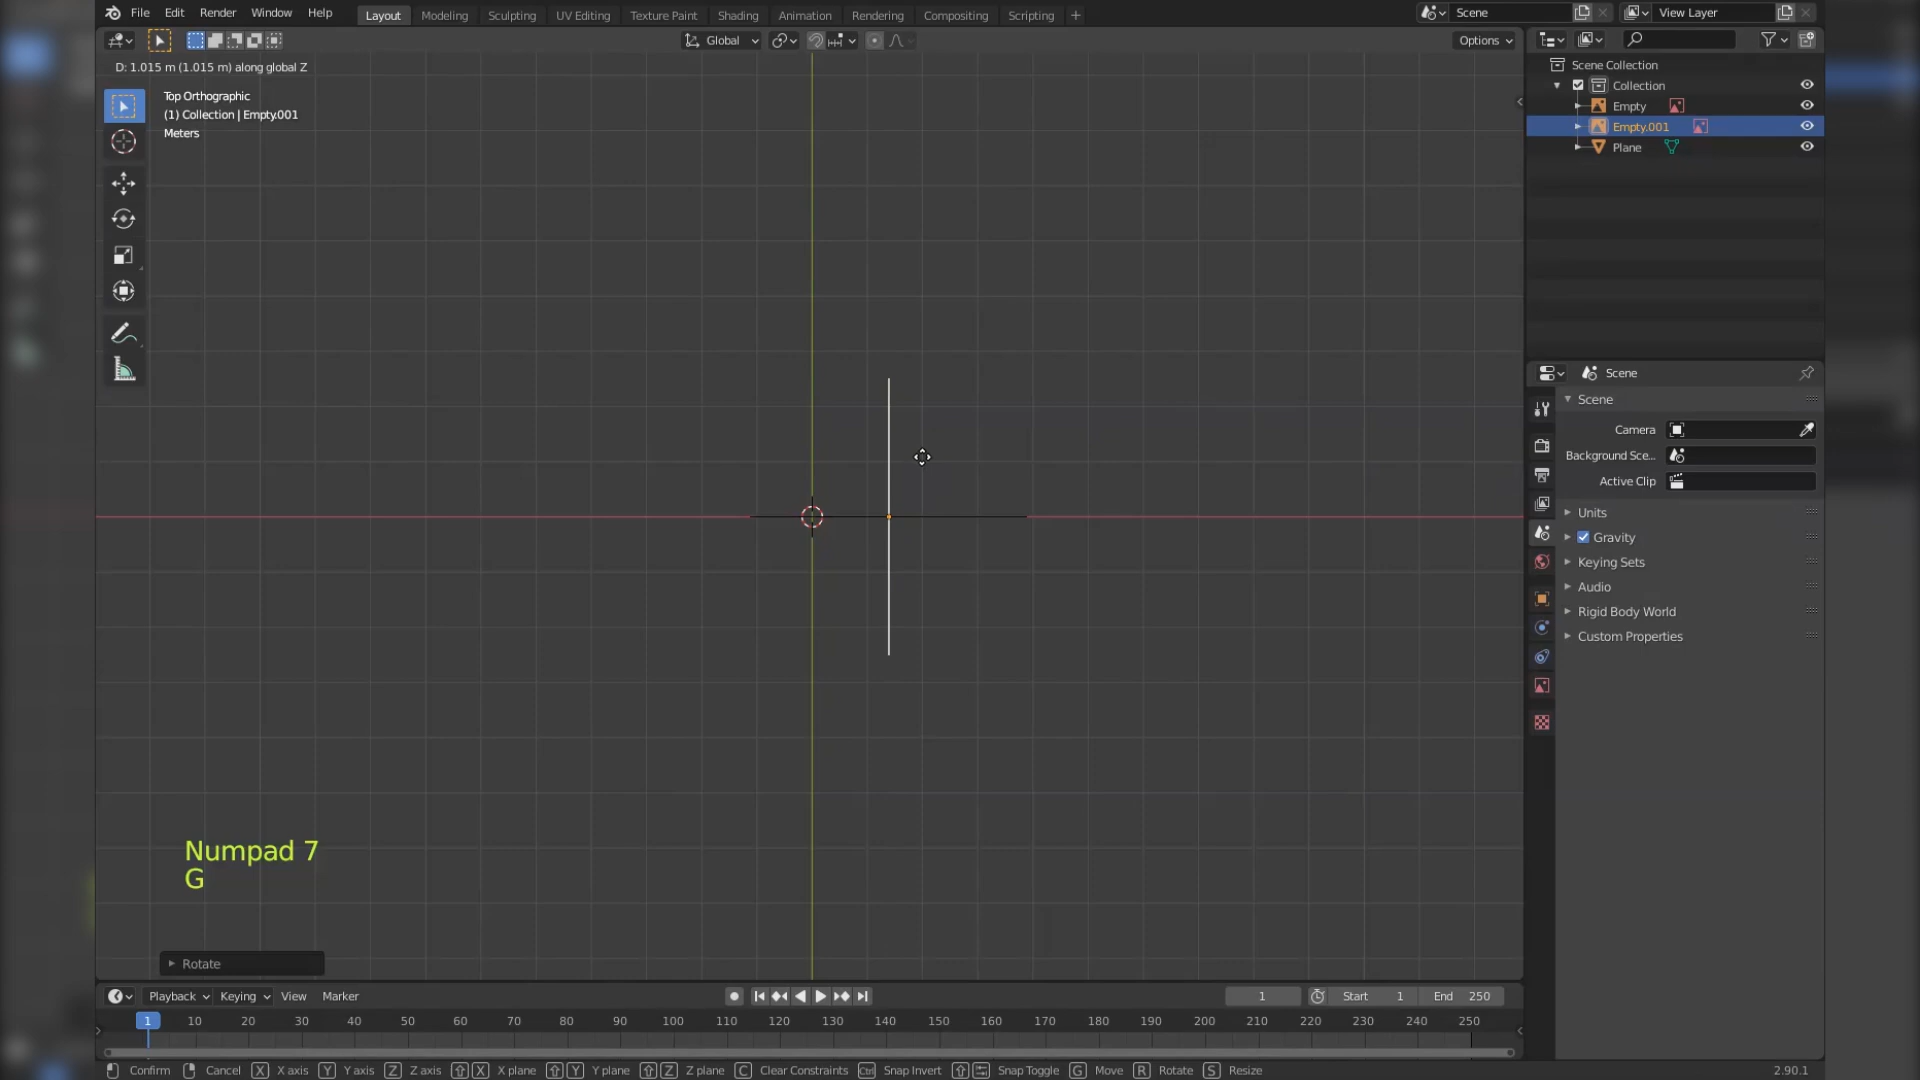 File Edit Render Window Help Layout Modeling Sculpting UV Editing Texture Paint Shading Animation Rendering Compositing Scripting + Scene View Layer
Global Options
D: 1.015 m (1.015 m) along global Z
Top Orthographic
(1) Collection | Empty.001
Meters
Scene Collection
Collection
Empty
Empty.001
Plane
Scene
Scene
Camera
Background Sce...
Active Clip
Units
Gravity
Keying Sets
Audio
Rigid Body World
Custom Properties
Numpad 7
G
Rotate
Playback Keying View Marker 1 Start 1 End 250
1 10 20 30 40 50 60 70 80 90 100 110 120 130 140 150 160 170 180 190 200 210 220 230 240 250
Confirm Cancel X X axis Y Y axis Z Z axis X X plane Y Y plane Z Z plane C Clear Constraints Ctrl Snap Invert Snap Toggle G Move R Rotate S Resize 2.90.1